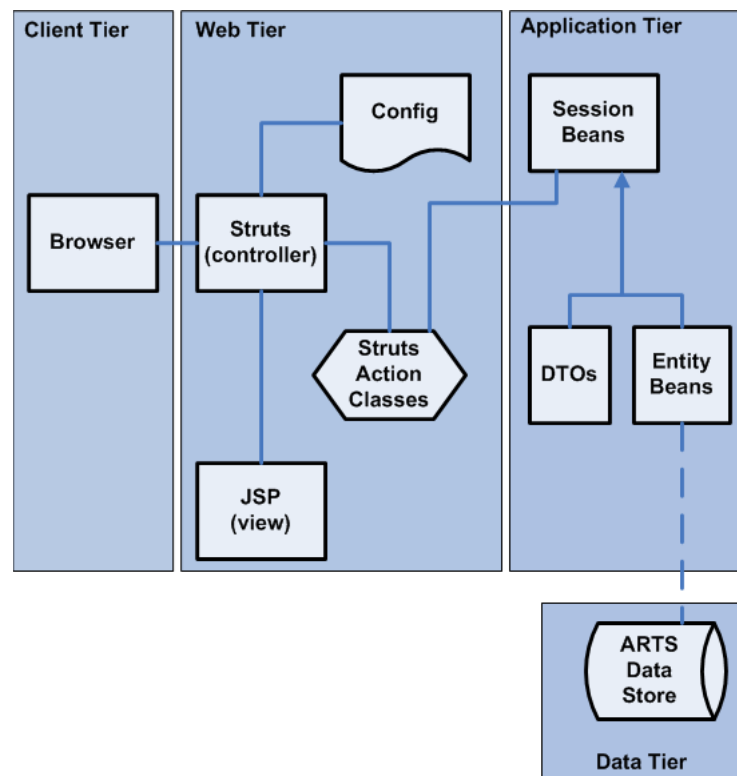 Client Tier
Web Tier
Application Tier
Config
Session
Beans
Browser
Struts
(controller)
Struts
Action
Classes
DTOs
Entity
Beans
JSP
(view)
ARTS
Data
Store
Data Tier